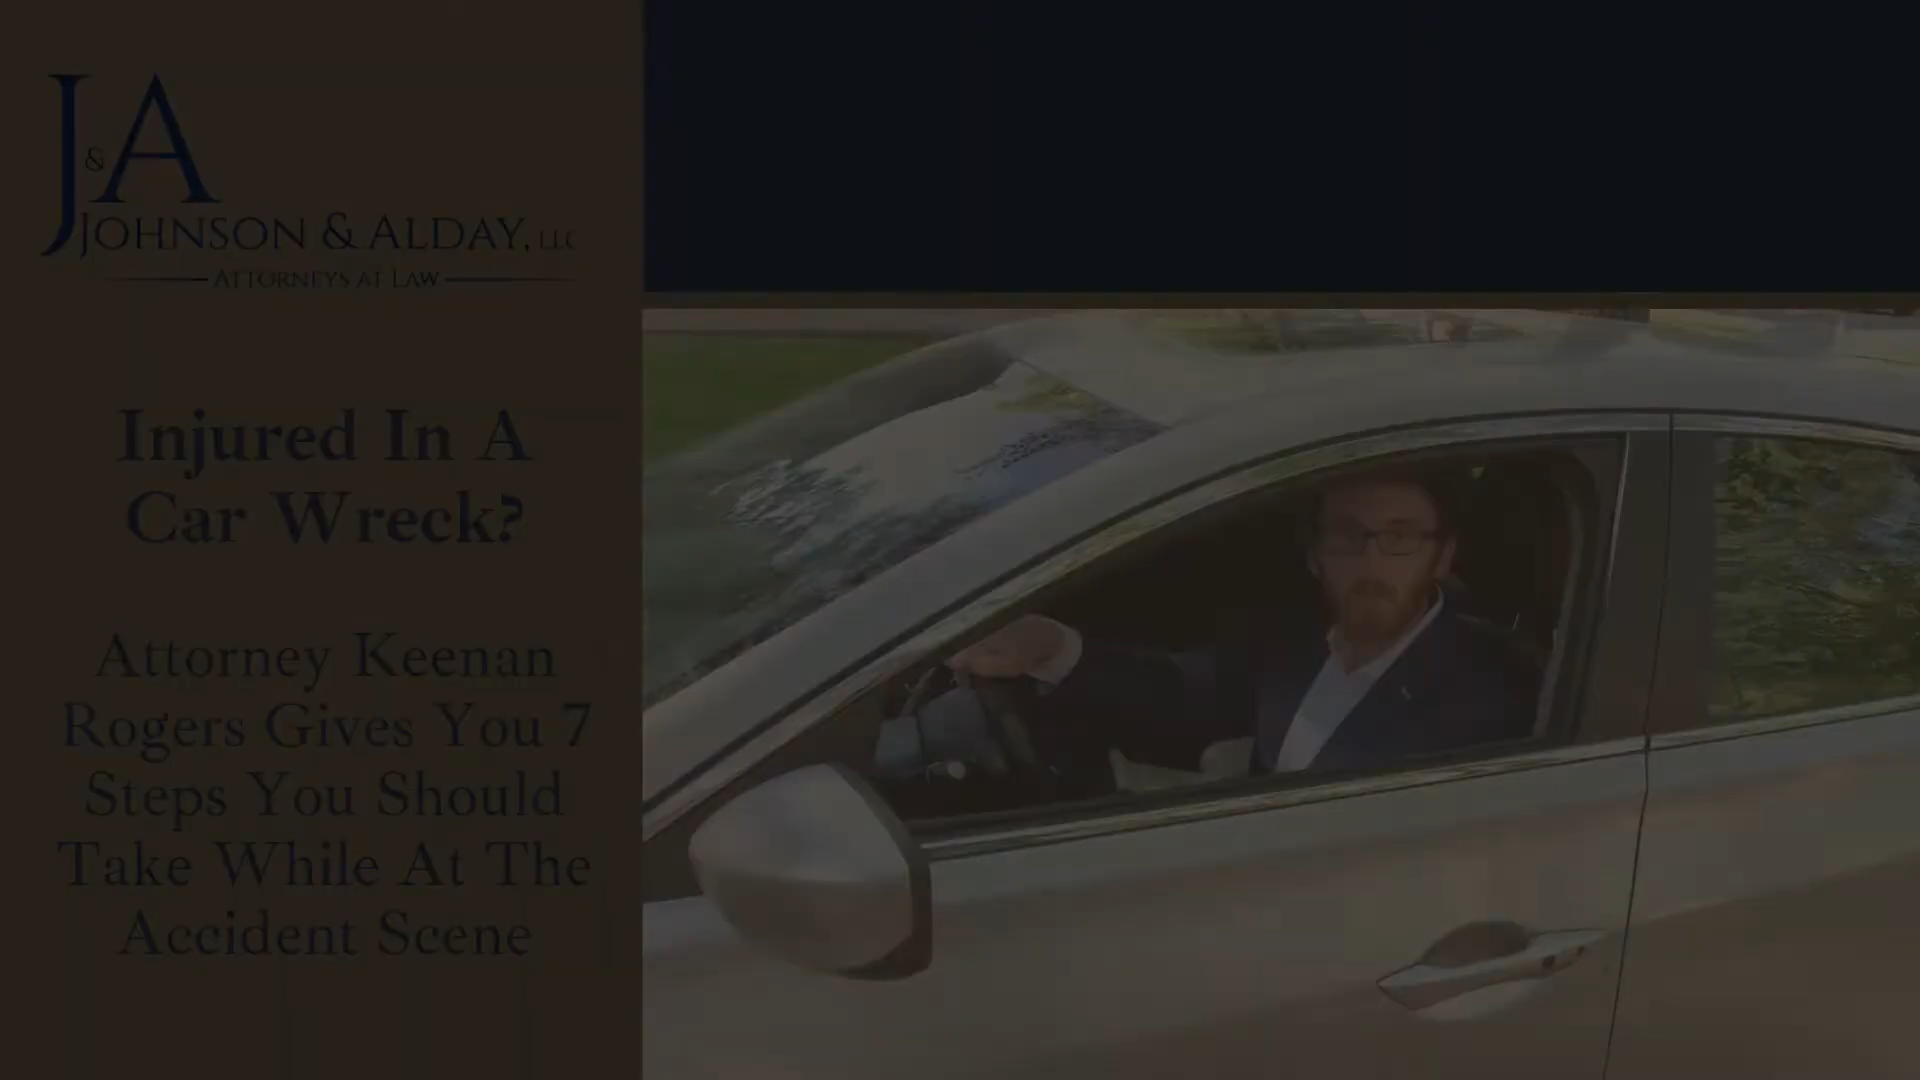 J&A
JOHNSON & ALDAY, LLC
ATTORNEYS AT LAW
Injured In A
Car Wreck?
Attorney Keenan
Rogers Gives You 7
Steps You Should
Take While At The
Accident Scene